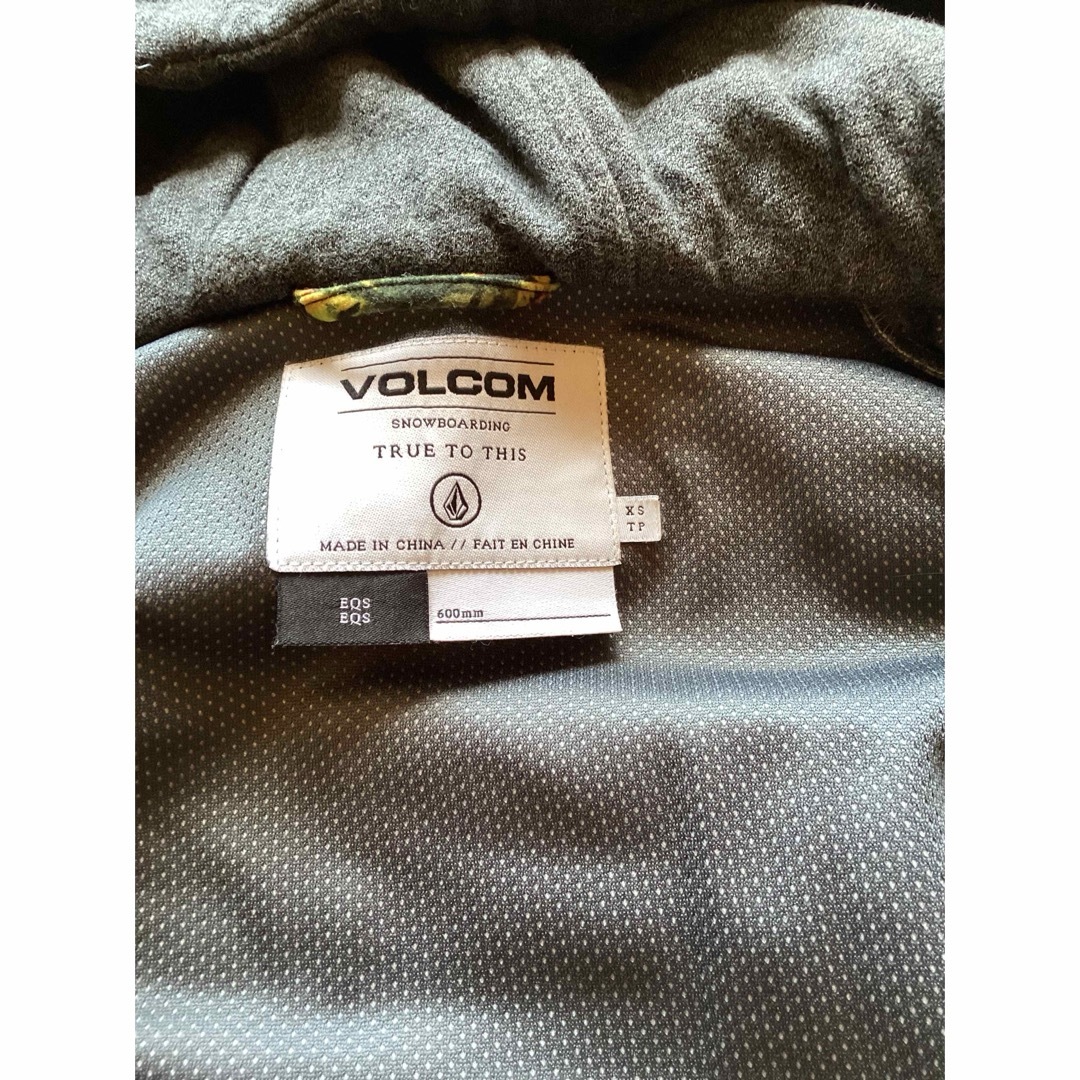 VOLCOM
SNOWBOARDING
TRUE TO THIS
MADE IN CHINA // FAIT EN CHINE
XS
TP
EQS
EQS
600mm